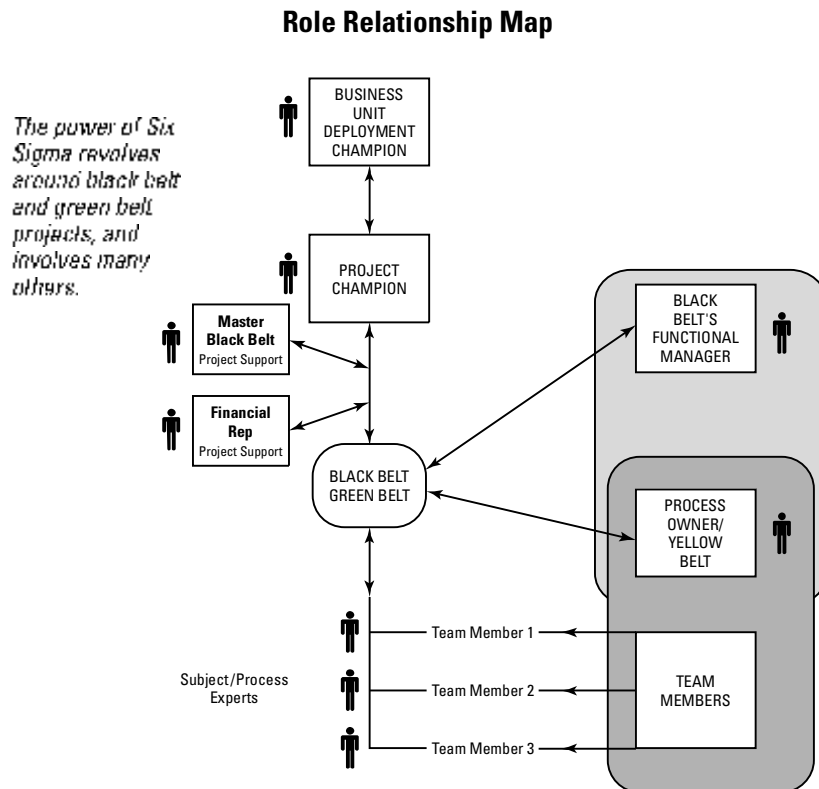 Role Relationship Map
The power of Six
Sigma revolves
around black belt
and green belt
projects, and
involves many
others.
BUSINESS
UNIT
DEPLOYMENT
CHAMPION
PROJECT
CHAMPION
Master
Black Belt
Project Support
Financial
Rep
Project Support
BLACK
BELT'S
FUNCTIONAL
MANAGER
BLACK BELT
GREEN BELT
PROCESS
OWNER/
YELLOW
BELT
Subject/Process
Experts
Team Member 1
Team Member 2
Team Member 3
TEAM
MEMBERS